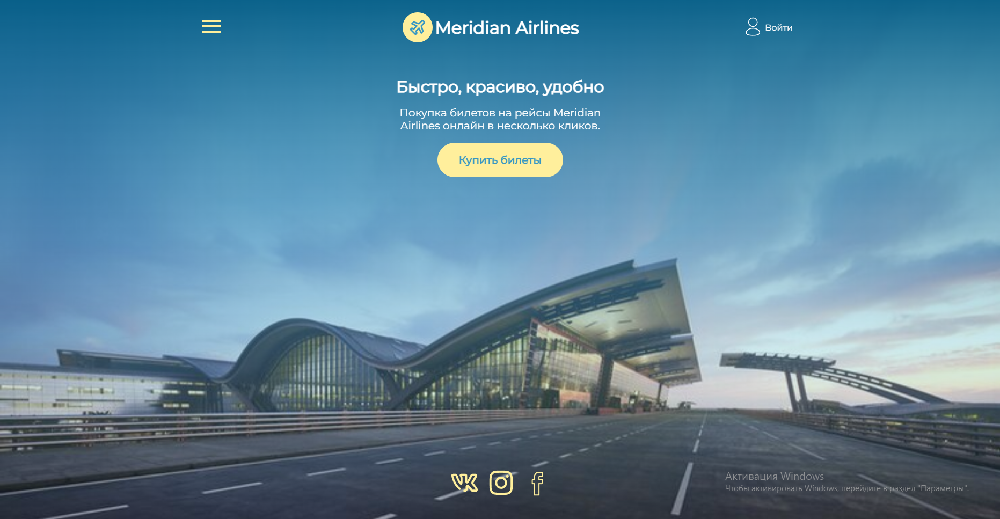 Meridian Airlines
Войти
Быстро, красиво, удобно
Покупка билетов на рейсы Meridian
Airlines онлайн в несколько кликов.
Купить билеты
Активация Windows
Чтобы активировать Windows, перейдите в раздел "Параметры".